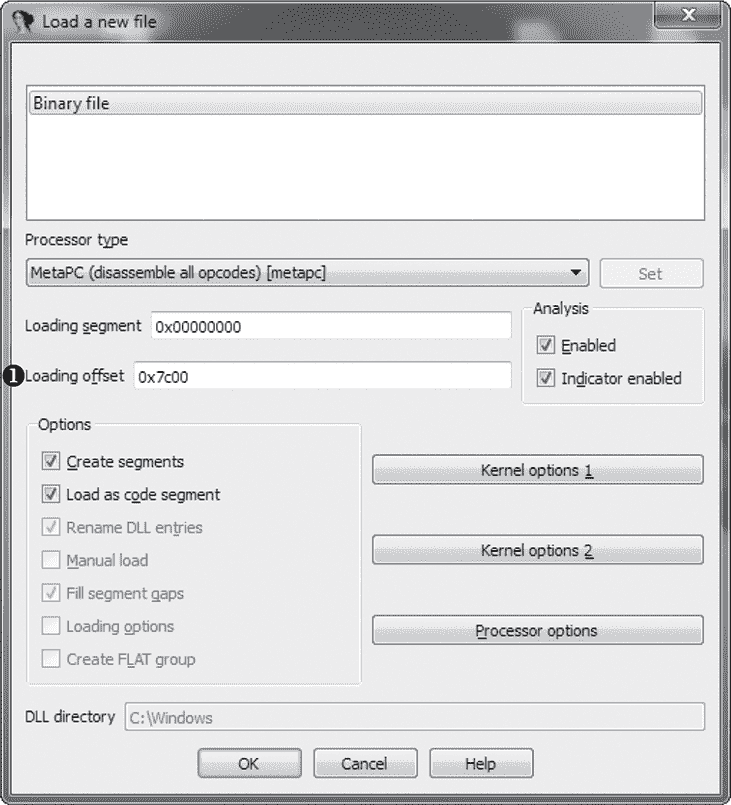 Load a new file
Binary file
Processor type
MetaPC (disassemble all opcodes) [metapc]
Set
Loading segment 0x00000000
Analysis
Enabled
Indicator enabled
❶ Loading offset 0x7c00
Options
Create segments
Load as code segment
Rename DLL entries
Manual load
Fill segment gaps
Loading options
Create FLAT group
Kernel options 1
Kernel options 2
Processor options
DLL directory C:\Windows
OK Cancel Help